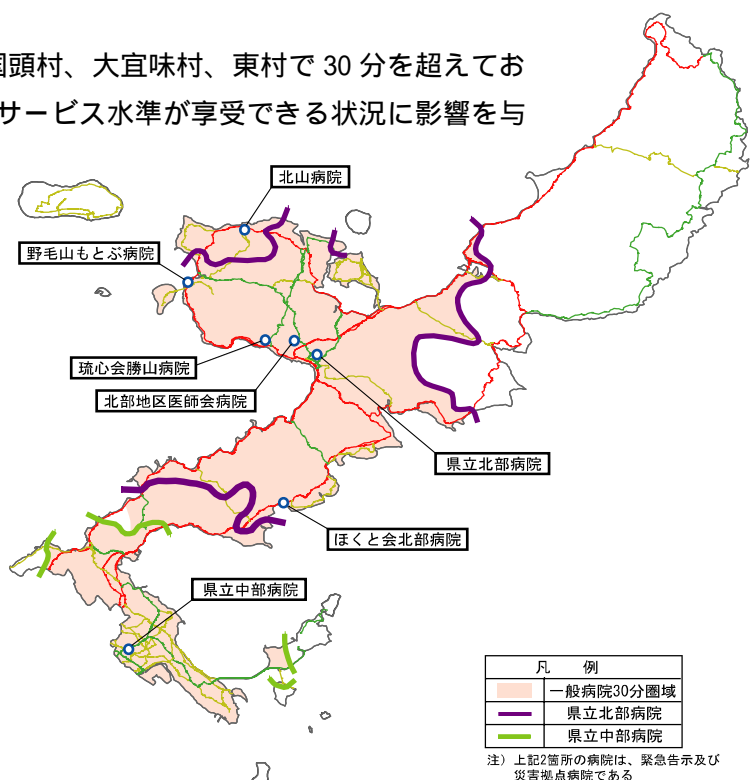 国頭村、大宜味村、東村で 30 分を超えてお
サービス水準が享受できる状況に影響を与
北山病院
野毛山もとぶ病院
琉心会勝山病院
北部地区医師会病院
県立北部病院
ほくと会北部病院
県立中部病院
凡 例
一般病院30分圏域
県立北部病院
県立中部病院
注） 上記2箇所の病院は、緊急告示及び
災害拠点病院である